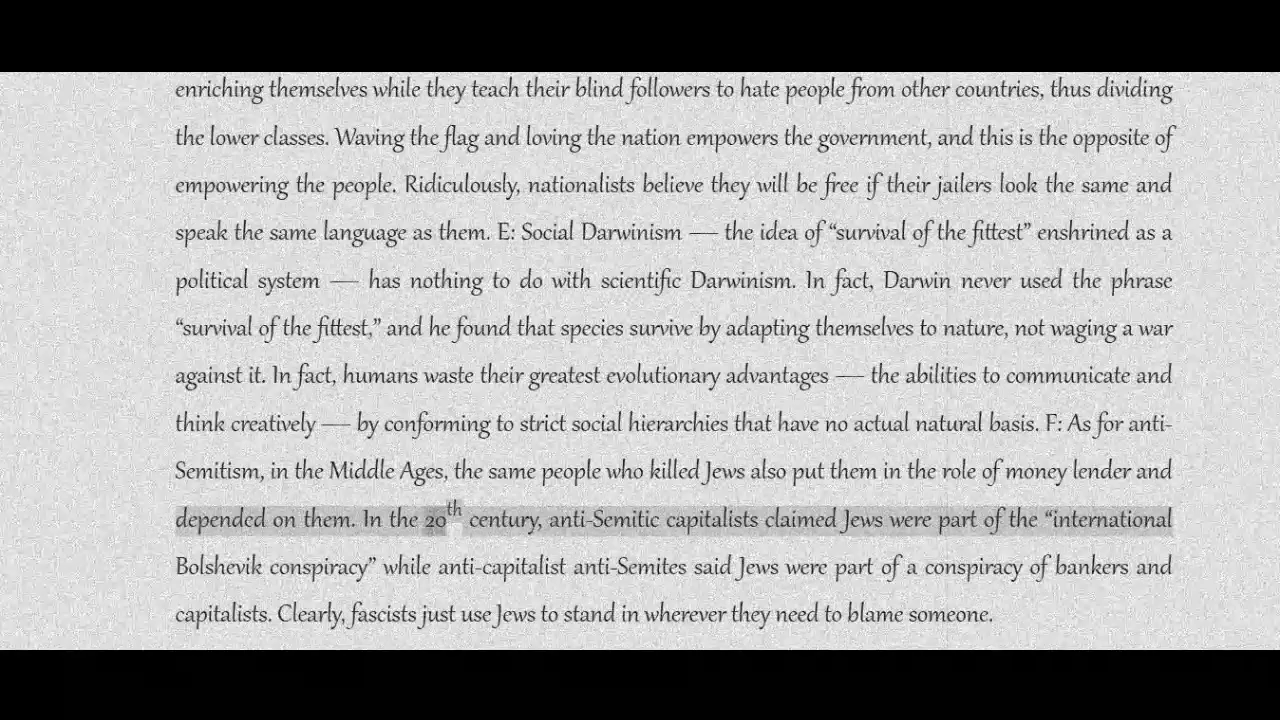 enriching themselves while they teach their blind followers to hate people from other countries, thus dividing
the lower classes. Waving the flag and loving the nation empowers the government, and this is the opposite of
empowering the people. Ridiculously, nationalists believe they will be free if their jailers look the same and
speak the same language as them. E: Social Darwinism — the idea of “survival of the fittest” enshrined as a
political system — has nothing to do with scientific Darwinism. In fact, Darwin never used the phrase
“survival of the fittest,” and he found that species survive by adapting themselves to nature, not waging a war
against it. In fact, humans waste their greatest evolutionary advantages — the abilities to communicate and
think creatively — by conforming to strict social hierarchies that have no actual natural basis. F: As for anti-
Semitism, in the Middle Ages, the same people who killed Jews also put them in the role of money lender and
depended on them. In the 20th century, anti-Semitic capitalists claimed Jews were part of the “international
Bolshevik conspiracy” while anti-capitalist anti-Semites said Jews were part of a conspiracy of bankers and
capitalists. Clearly, fascists just use Jews to stand in wherever they need to blame someone.